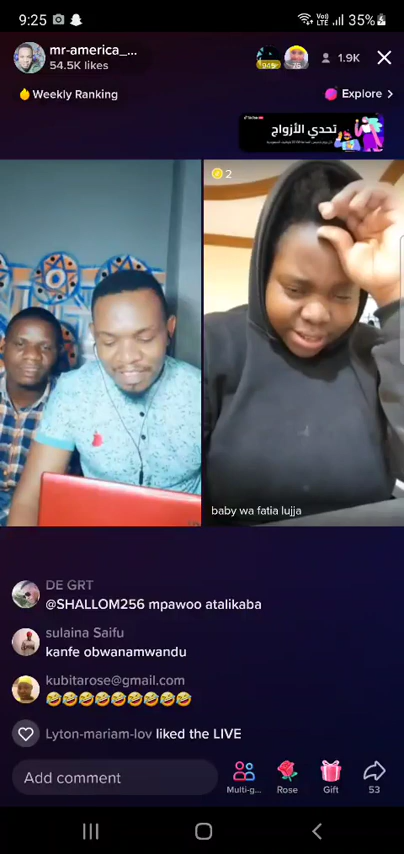 9:25
Vo)
LTE
35%
mr-america_...
54.5K likes
1.9K
Weekly Ranking
Explore >
تحدي الأزواج
2
baby wa fatia lujja
DE GRT
@SHALLOM256 mpawoo atalikaba
sulaina Saifu
kanfe obwanamwandu
kubitarose@gmail.com
🤣🤣🤣🤣🤣🤣🤣🤣🤣
Lyton-mariam-lov liked the LIVE
Add comment
Multi-g...
Rose
Gift
53